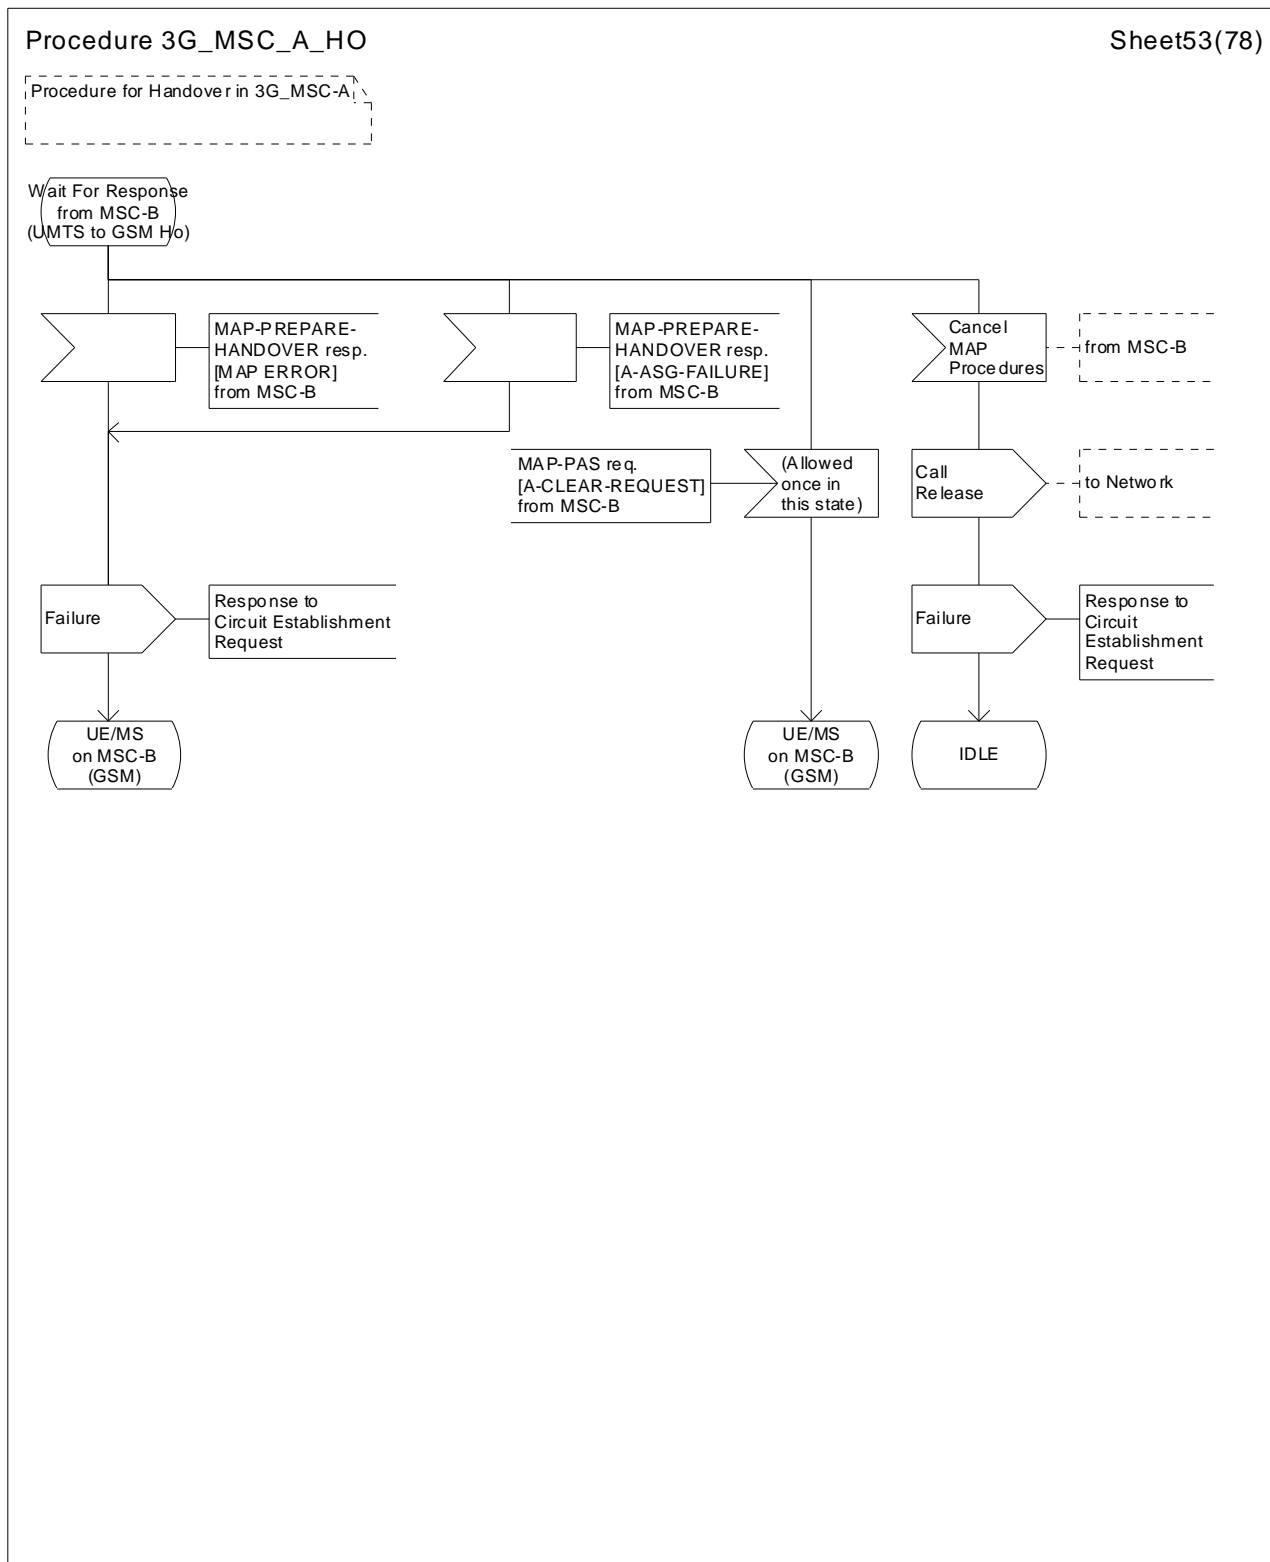 Procedure 3G_MSC_A_HO
Sheet53(78)
Procedure for Handover in 3G_MSC-A
Wait For Response
from MSC-B
(UMTS to GSM Ho)
MAP-PREPARE-
HANDOVER resp.
[MAP ERROR]
from MSC-B
MAP-PREPARE-
HANDOVER resp.
[A-ASG-FAILURE]
from MSC-B
Cancel
MAP
Procedures
from MSC-B
MAP-PAS req.
[A-CLEAR-REQUEST]
from MSC-B
(Allowed
once in
this state)
Call
Release
to Network
Failure
Response to
Circuit Establishment
Request
Failure
Response to
Circuit
Establishment
Request
UE/MS
on MSC-B
(GSM)
UE/MS
on MSC-B
(GSM)
IDLE